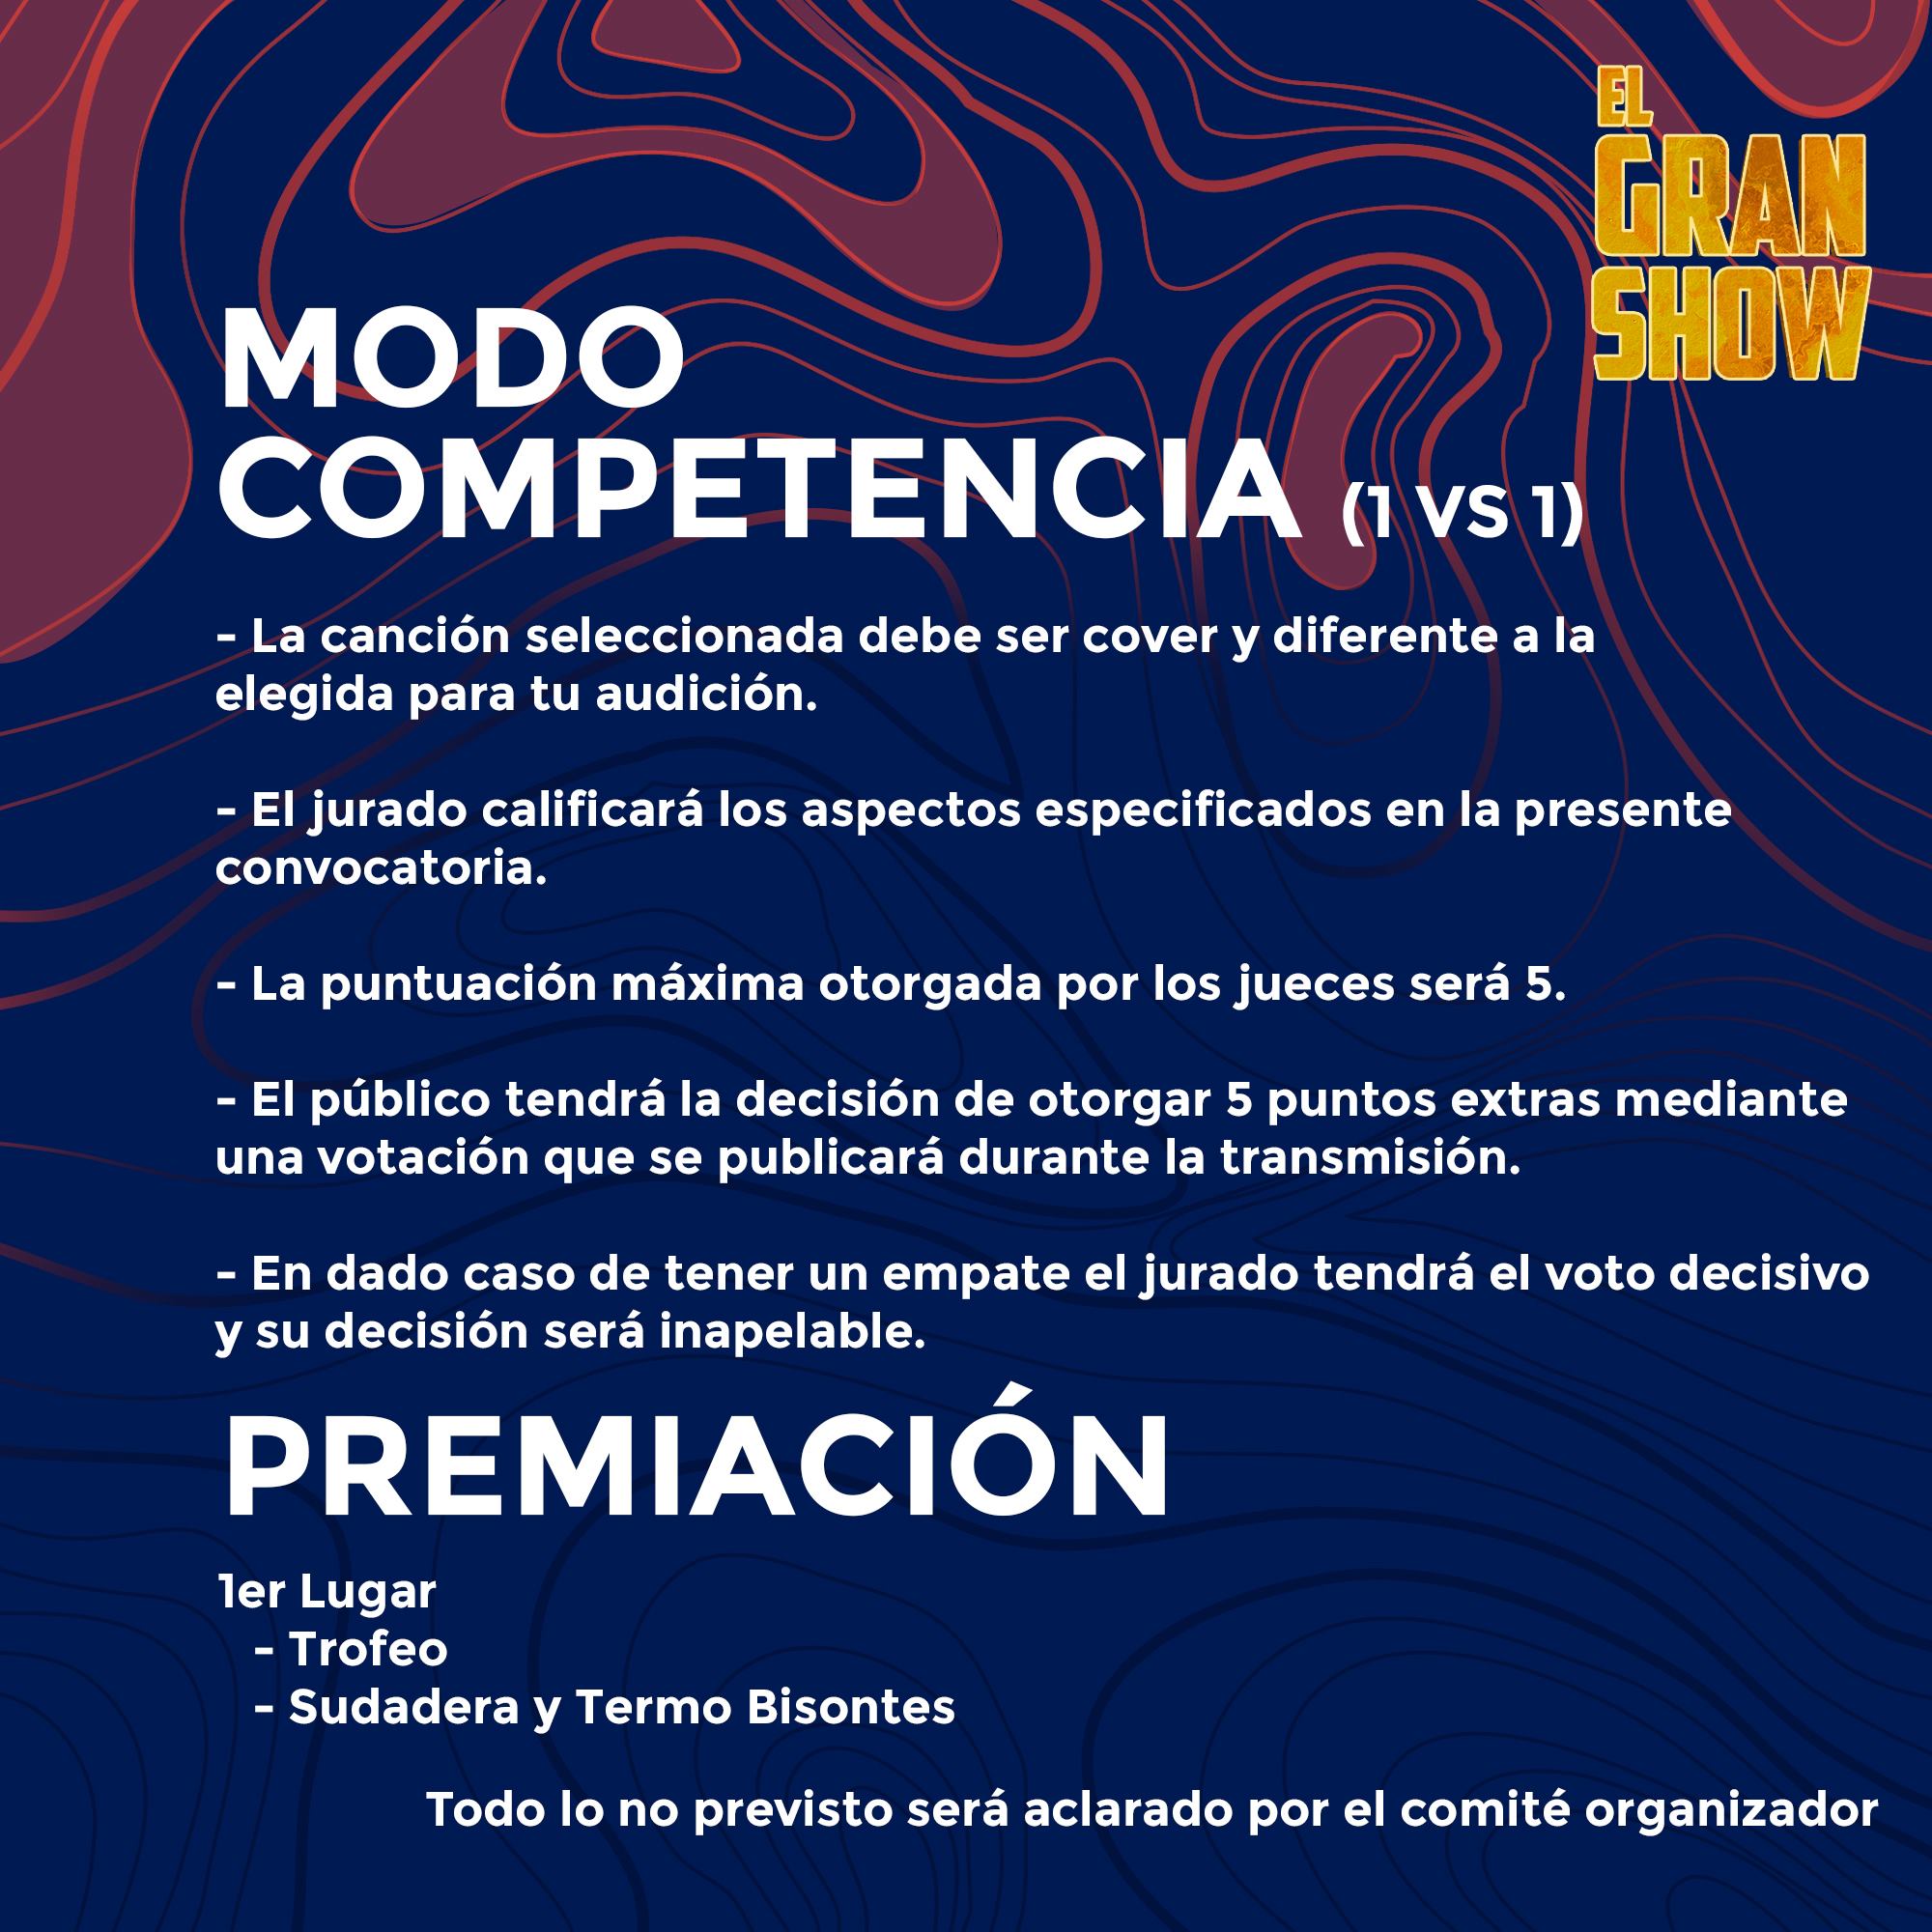 EL
GRAN
SHOW
MODO
COMPETENCIA (1 VS 1)
- La canción seleccionada debe ser cover y diferente a la
elegida para tu audición.
- El jurado calificará los aspectos especificados en la presente
convocatoria.
- La puntuación máxima otorgada por los jueces será 5.
- El público tendrá la decisión de otorgar 5 puntos extras mediante
una votación que se publicará durante la transmisión.
- En dado caso de tener un empate el jurado tendrá el voto decisivo
y su decisión será inapelable.
PREMIACIÓN
1er Lugar
- Trofeo
- Sudadera y Termo Bisontes
Todo lo no previsto será aclarado por el comité organizador